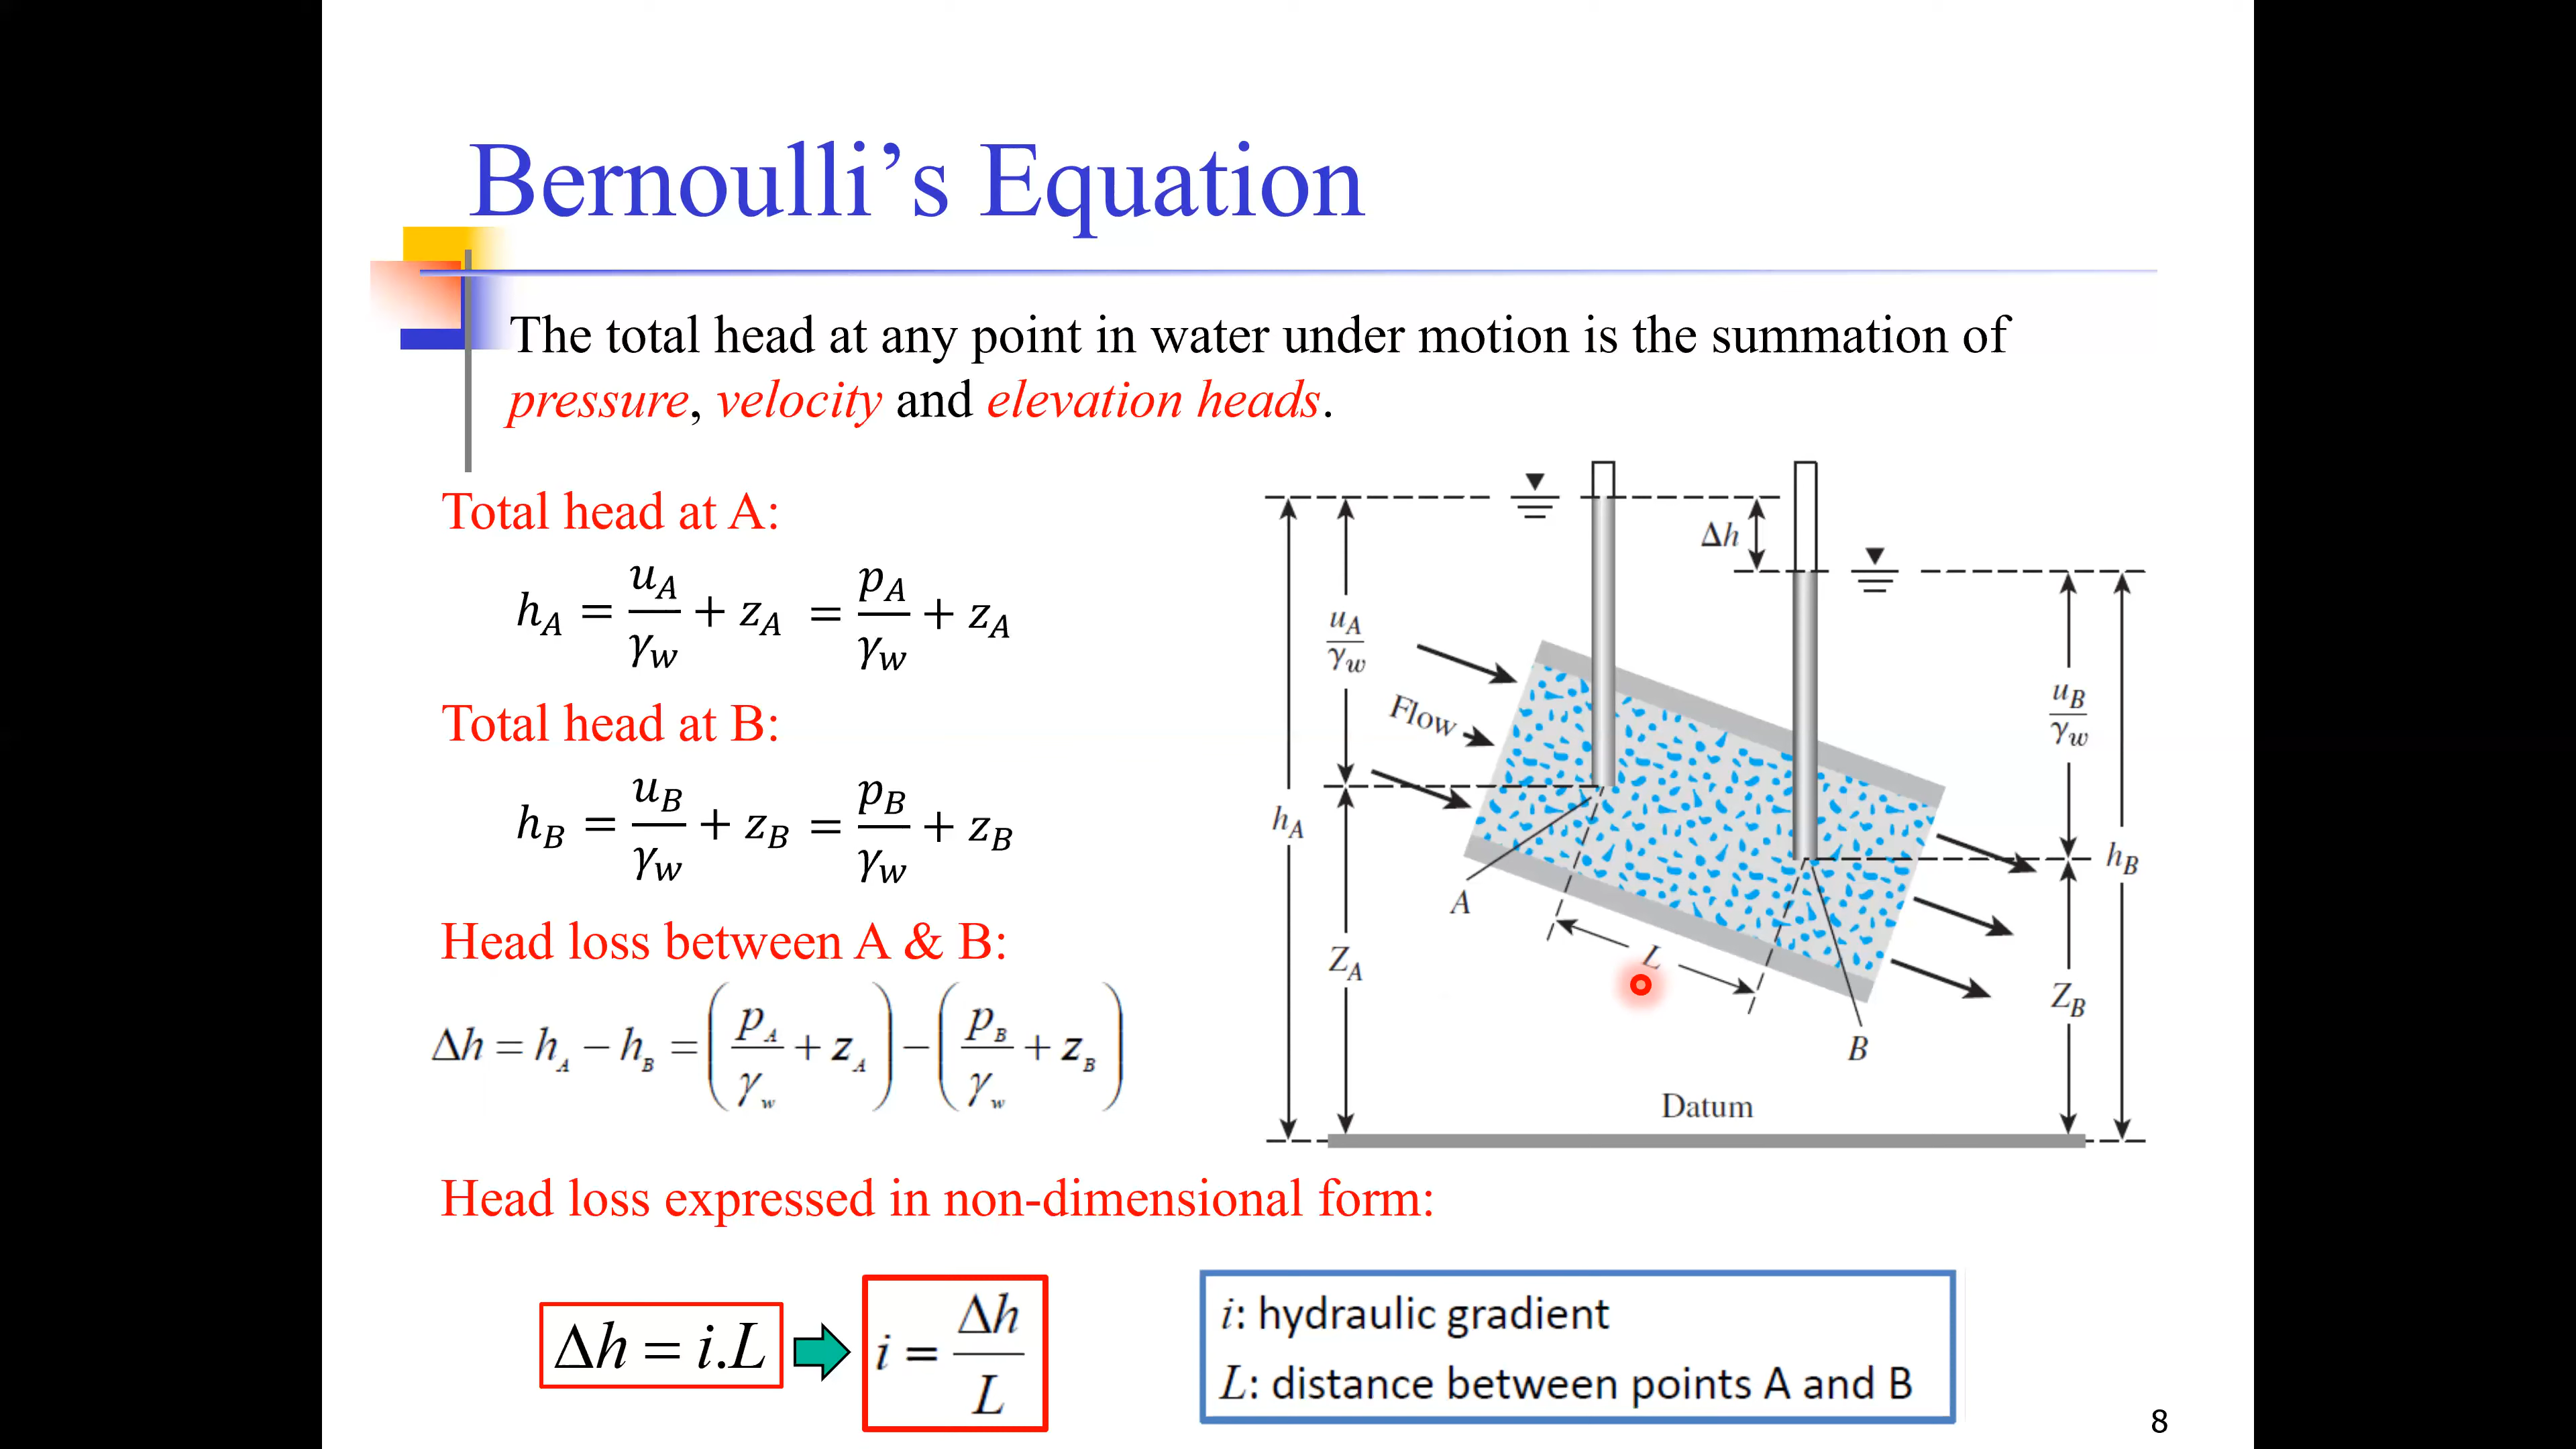 Bernoulli’s Equation
The total head at any point in water under motion is the summation of
pressure, velocity and elevation heads.
Total head at A:
h_A = u_A/γ_w + z_A = p_A/γ_w + z_A
Total head at B:
h_B = u_B/γ_w + z_B = p_B/γ_w + z_B
Head loss between A & B:
Δh = h_A − h_B = (p_A/γ_w + z_A) − (p_B/γ_w + z_B)
Head loss expressed in non-dimensional form:
Δh = i.L
i = Δh/L
Δh
u_A/γ_w
Flow
h_A
A
Z_A
L
u_B/γ_w
h_B
Z_B
B
Datum
i: hydraulic gradient
L: distance between points A and B
8